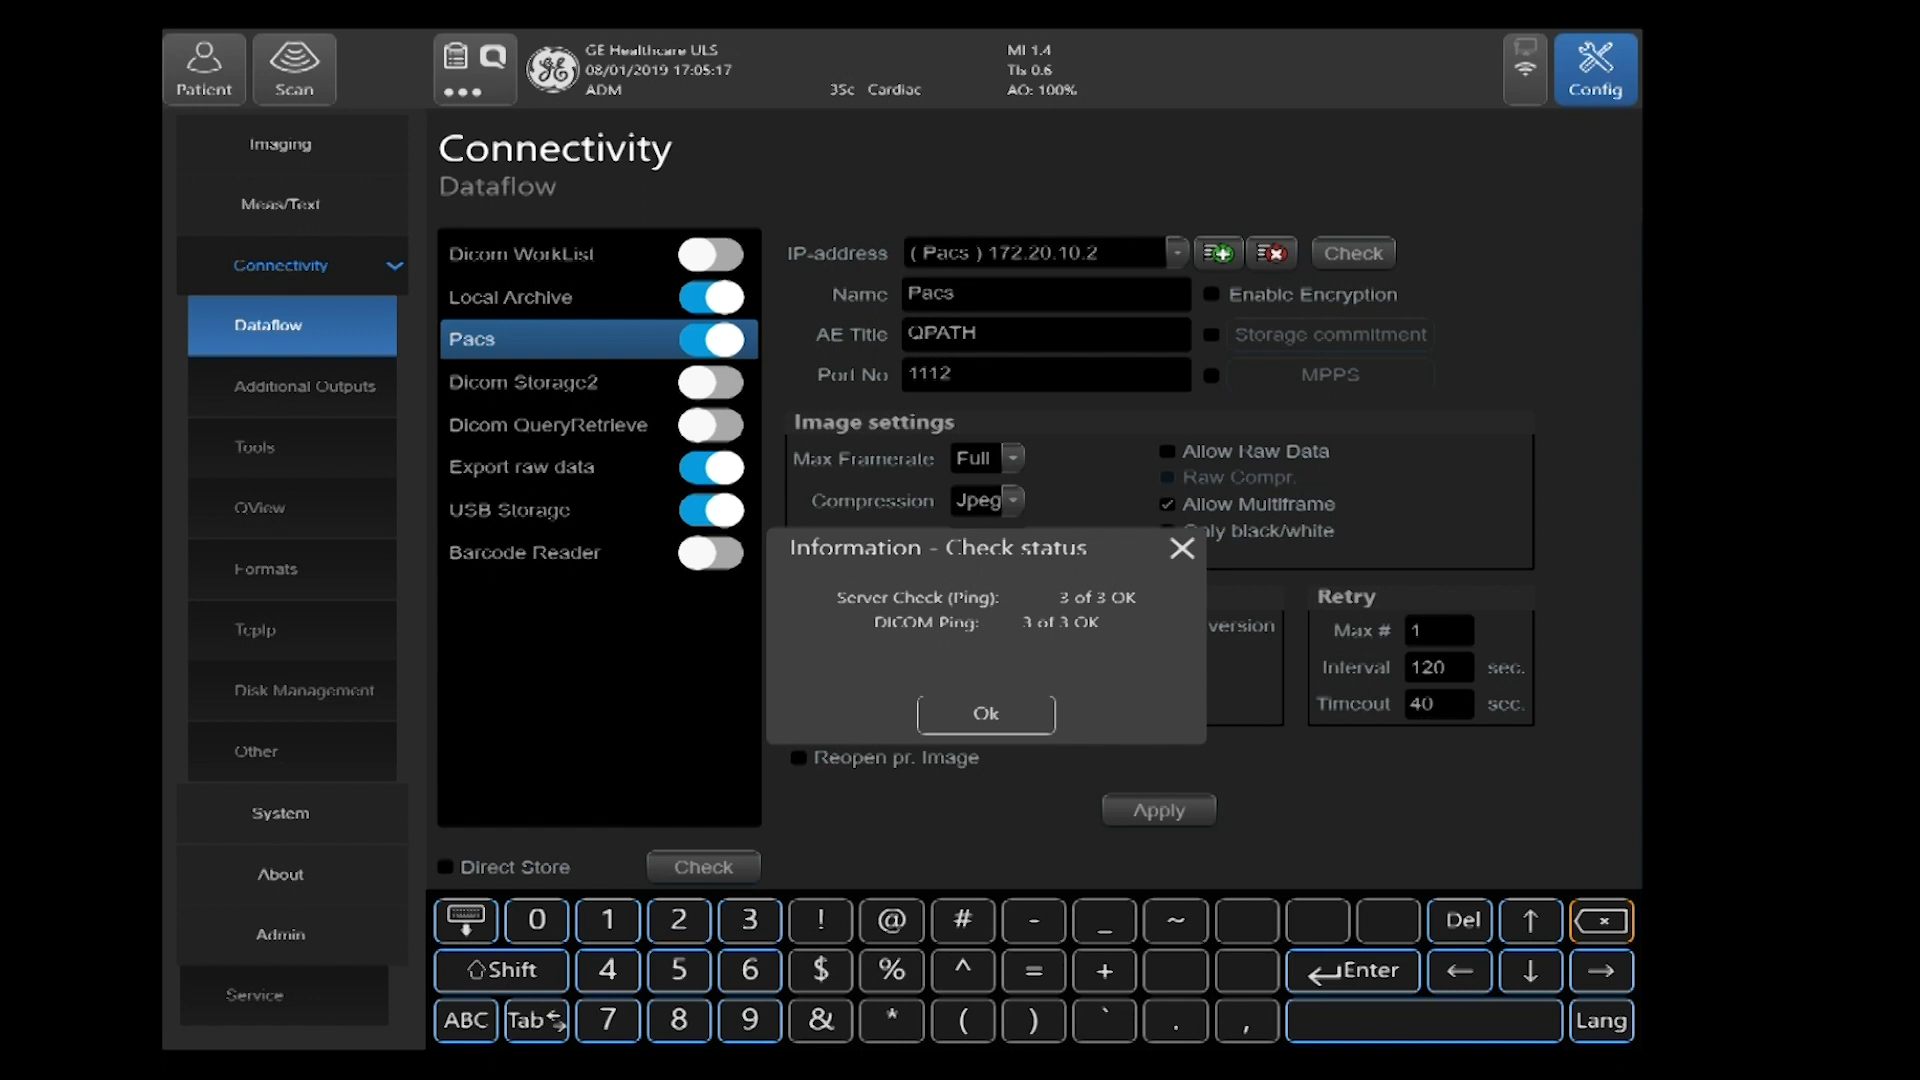 Patient
Scan
GE Healthcare ULS
08/01/2019 17:05:17
ADM
3Sc Cardiac
MI 1.4
TIs 0.6
AO: 100%
Config
Imaging
Meas/Text
Connectivity
Dataflow
Additional Outputs
Tools
QView
Formats
TcpIp
Disk Management
Other
System
About
Admin
Service
Connectivity
Dataflow
Dicom WorkList
Local Archive
Pacs
Dicom Storage2
Dicom QueryRetrieve
Export raw data
USB Storage
Barcode Reader
Direct Store
Check
IP-address ( Pacs ) 172.20.10.2 Check
Name Pacs Enable Encryption
AE Title QPATH Storage commitment
Port No 1112 MPPS
Image settings
Max Framerate Full Allow Raw Data
Raw Compr.
Compression Jpeg Allow Multiframe
Only black/white
Information - Check status
Server Check (Ping): 3 of 3 OK
DICOM Ping: 3 of 3 OK
Ok
version
Retry
Max # 1
Interval 120 sec.
Timeout 40 sec.
Reopen pr. Image
Apply
0 1 2 3 ! @ # - _ ~ Del ↑
Shift 4 5 6 $ % ^ = + Enter ← ↓ →
ABC Tab 7 8 9 & * ( ) ` . , Lang